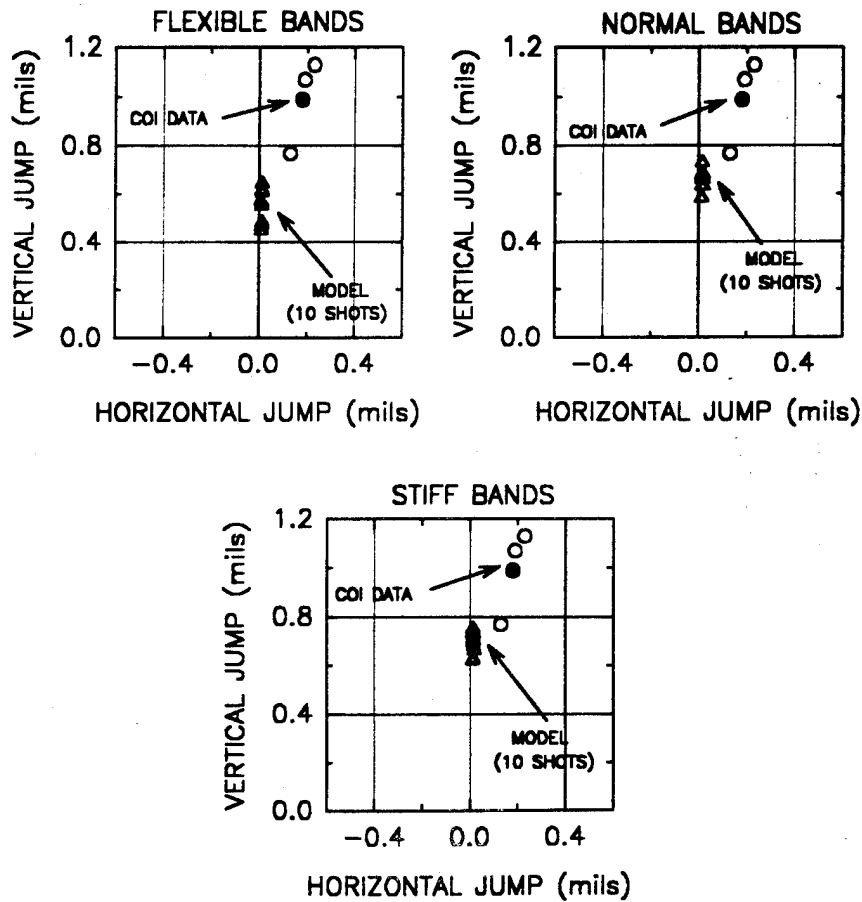 FLEXIBLE BANDS
VERTICAL JUMP (mils)
1.2
0.8
0.4
0.0
COI DATA
MODEL
(10 SHOTS)
−0.4 0.0 0.4
HORIZONTAL JUMP (mils)
NORMAL BANDS
VERTICAL JUMP (mils)
1.2
0.8
0.4
0.0
COI DATA
MODEL
(10 SHOTS)
−0.4 0.0 0.4
HORIZONTAL JUMP (mils)
STIFF BANDS
VERTICAL JUMP (mils)
1.2
0.8
0.4
0.0
COI DATA
MODEL
(10 SHOTS)
−0.4 0.0 0.4
HORIZONTAL JUMP (mils)